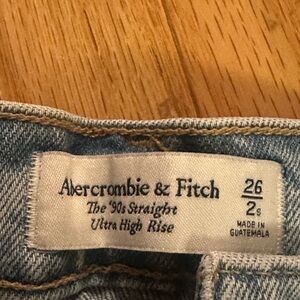 Abercrombie & Fitch
The '90s Straight
Ultra High Rise
26
2s
MADE IN
GUATEMALA